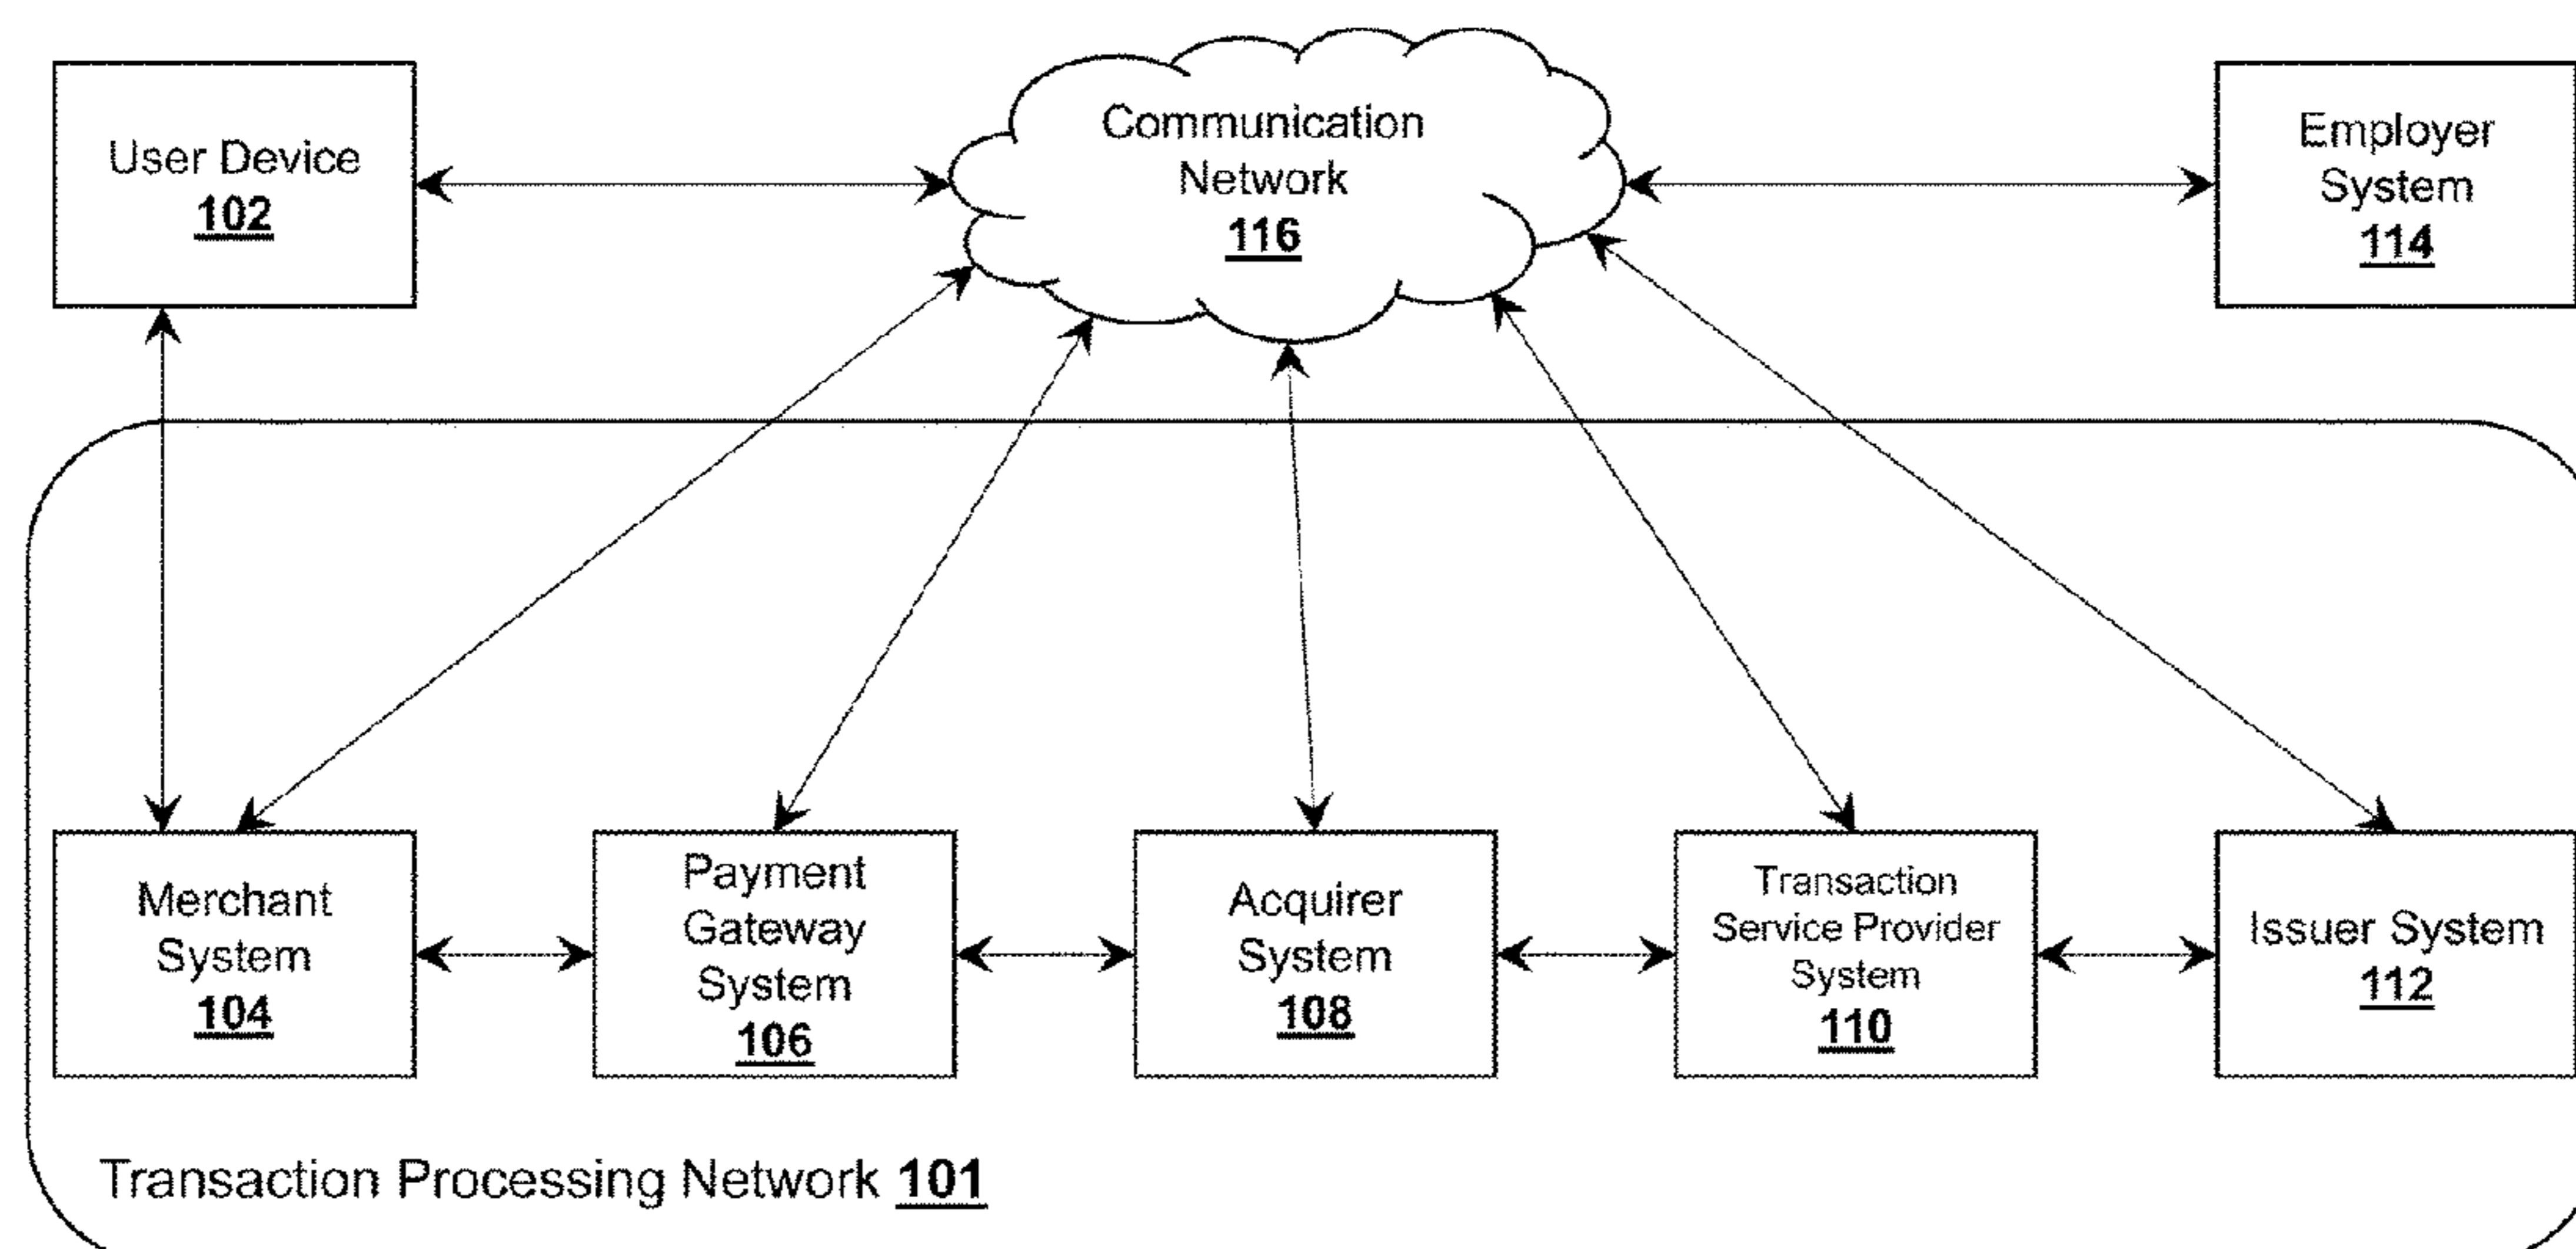 User Device
102
Communication
Network
116
Employer
System
114
Merchant
System
104
Payment
Gateway
System
106
Acquirer
System
108
Transaction
Service Provider
System
110
Issuer System
112
Transaction Processing Network 101